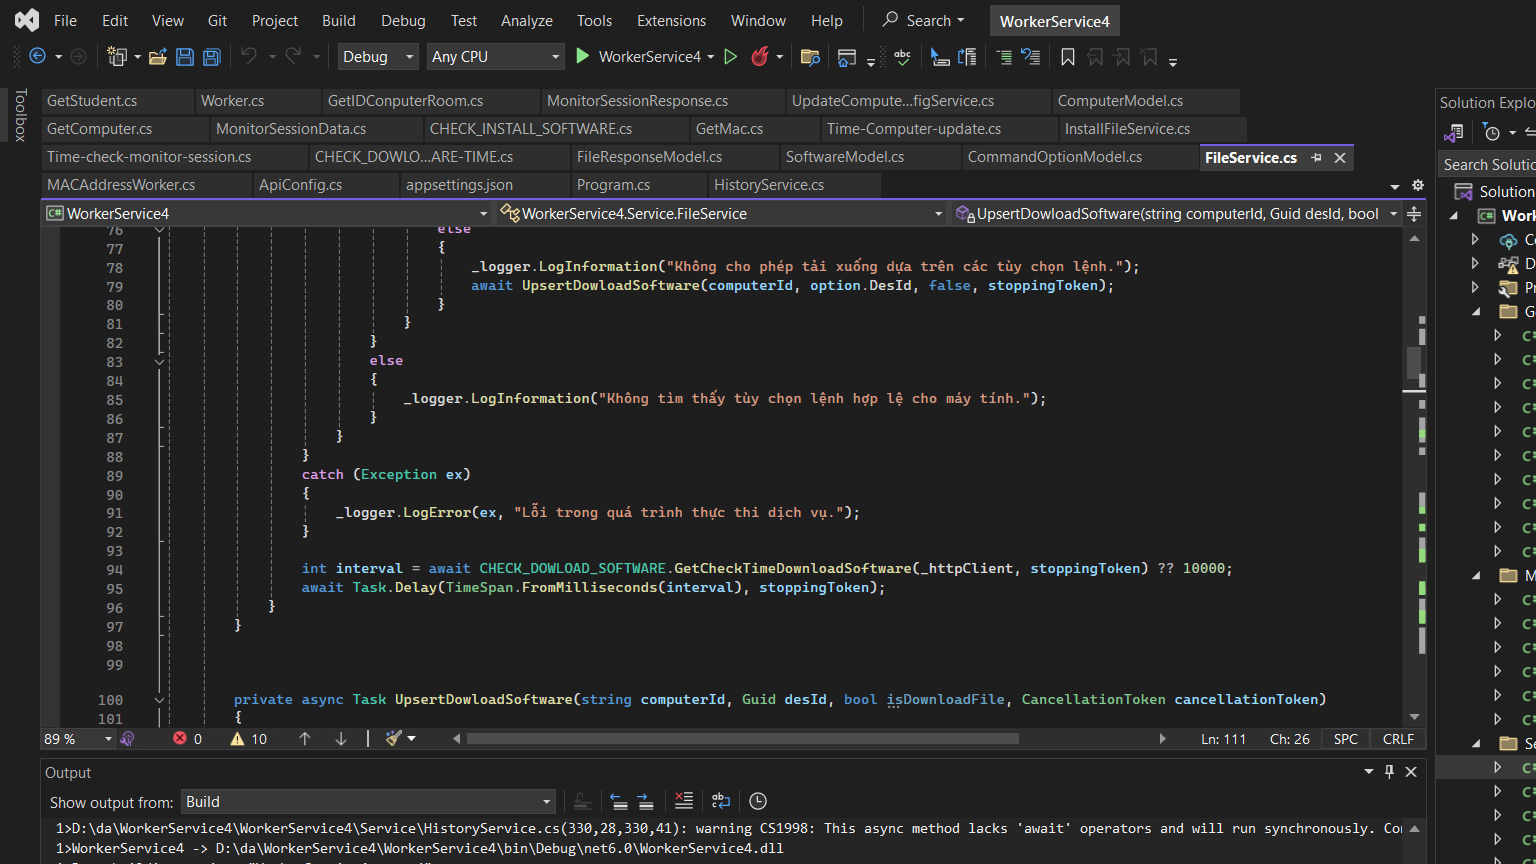 File Edit View Git Project Build Debug Test Analyze Tools Extensions Window Help Search WorkerService4
Debug Any CPU WorkerService4
Toolbox
GetStudent.cs Worker.cs GetIDConputerRoom.cs MonitorSessionResponse.cs UpdateCompute...figService.cs ComputerModel.cs
GetComputer.cs MonitorSessionData.cs CHECK_INSTALL_SOFTWARE.cs GetMac.cs Time-Computer-update.cs InstallFileService.cs
Time-check-monitor-session.cs CHECK_DOWLO...ARE-TIME.cs FileResponseModel.cs SoftwareModel.cs CommandOptionModel.cs FileService.cs
MACAddressWorker.cs ApiConfig.cs appsettings.json Program.cs HistoryService.cs
C# WorkerService4 WorkerService4.Service.FileService UpsertDowloadSoftware(string computerId, Guid desId, bool
76 else
77 {
78 _logger.LogInformation("Không cho phép tải xuống dựa trên các tùy chọn lệnh.");
79 await UpsertDowloadSoftware(computerId, option.DesId, false, stoppingToken);
80 }
81 }
82 }
83 else
84 {
85 _logger.LogInformation("Không tìm thấy tùy chọn lệnh hợp lệ cho máy tính.");
86 }
87 }
88 }
89 catch (Exception ex)
90 {
91 _logger.LogError(ex, "Lỗi trong quá trình thực thi dịch vụ.");
92 }
93
94 int interval = await CHECK_DOWLOAD_SOFTWARE.GetCheckTimeDownloadSoftware(_httpClient, stoppingToken) ?? 10000;
95 await Task.Delay(TimeSpan.FromMilliseconds(interval), stoppingToken);
96 }
97 }
98
99
100 private async Task UpsertDowloadSoftware(string computerId, Guid desId, bool isDownloadFile, CancellationToken cancellationToken)
101 {
89 % 0 10 Ln: 111 Ch: 26 SPC CRLF
Output
Show output from: Build
1>D:\da\WorkerService4\WorkerService4\Service\HistoryService.cs(330,28,330,41): warning CS1998: This async method lacks 'await' operators and will run synchronously. Co
1>WorkerService4 -> D:\da\WorkerService4\WorkerService4\bin\Debug\net6.0\WorkerService4.dll
Solution Explo
Search Solutio
Solution
C# Work
Co
D
Pr
G
M
Se